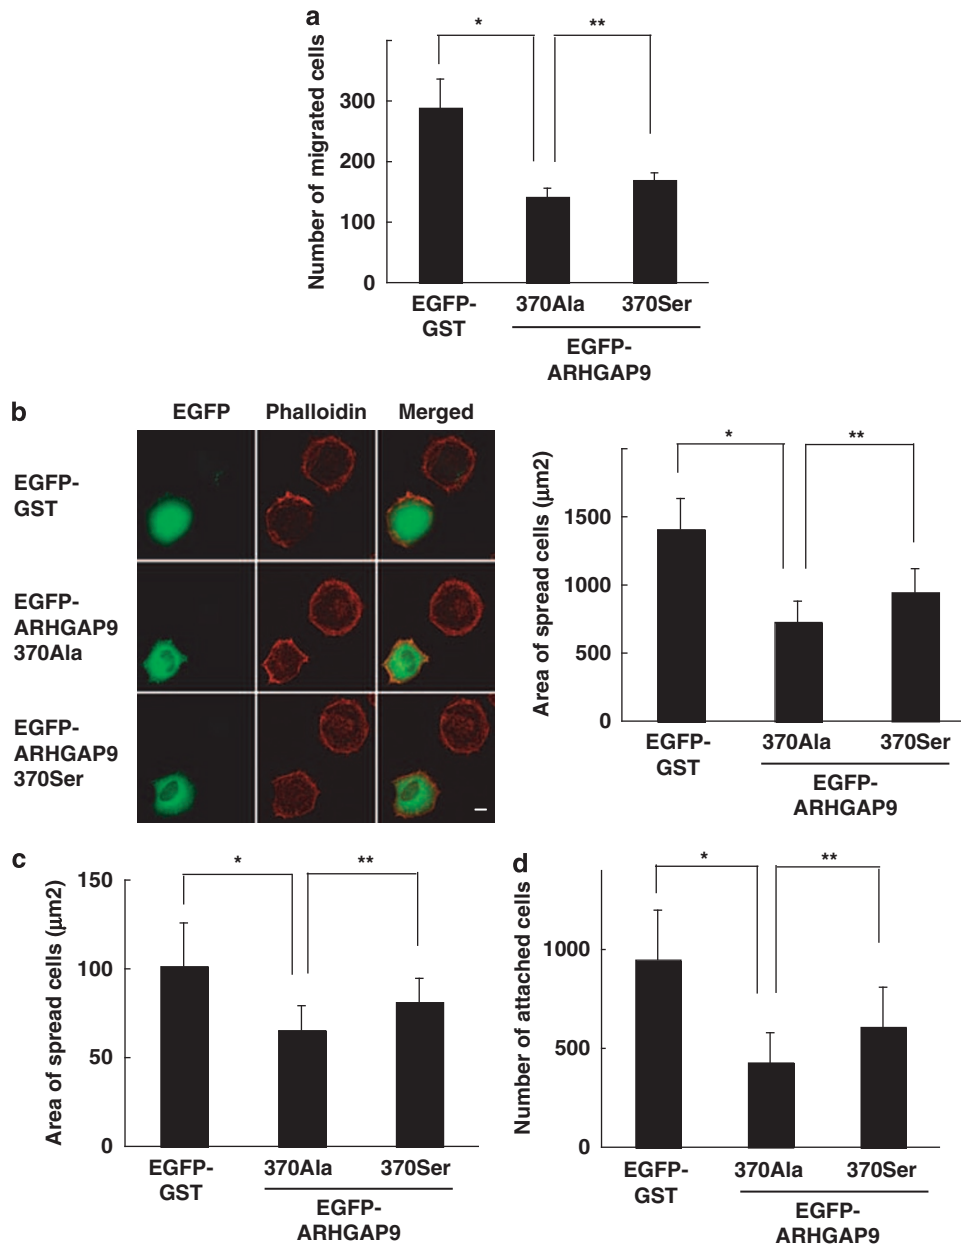 a
* **
Number of migrated cells
300
200
100
0
EGFP-
GST
370Ala 370Ser
EGFP-
ARHGAP9
b
EGFP Phalloidin Merged
EGFP-
GST
EGFP-
ARHGAP9
370Ala
EGFP-
ARHGAP9
370Ser
* **
Area of spread cells (μm2)
1500
1000
500
0
EGFP-
GST
370Ala 370Ser
EGFP-
ARHGAP9
c
* **
Area of spread cells (μm2)
150
100
50
0
EGFP-
GST
370Ala 370Ser
EGFP-
ARHGAP9
d
* **
Number of attached cells
1000
500
0
EGFP-
GST
370Ala 370Ser
EGFP-
ARHGAP9